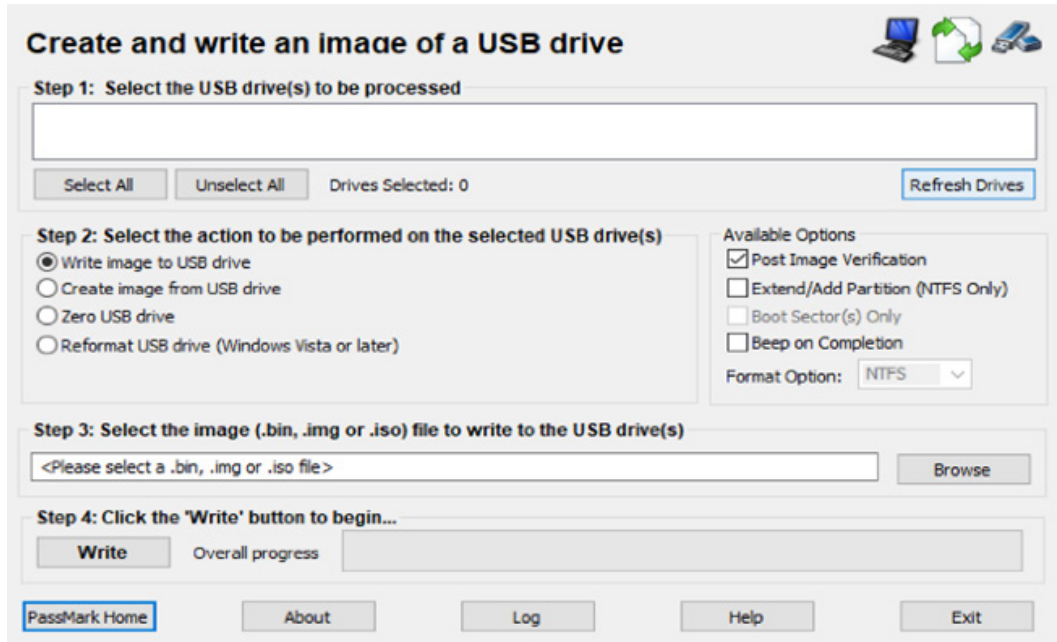 Create and write an image of a USB drive
Step 1: Select the USB drive(s) to be processed
Select All
Unselect All
Drives Selected: 0
Refresh Drives
Step 2: Select the action to be performed on the selected USB drive(s)
Write image to USB drive
Create image from USB drive
Zero USB drive
Reformat USB drive (Windows Vista or later)
Available Options
Post Image Verification
Extend/Add Partition (NTFS Only)
Boot Sector(s) Only
Beep on Completion
Format Option: NTFS
Step 3: Select the image (.bin, .img or .iso) file to write to the USB drive(s)
<Please select a .bin, .img or .iso file>
Browse
Step 4: Click the 'Write' button to begin...
Write
Overall progress
PassMark Home
About
Log
Help
Exit